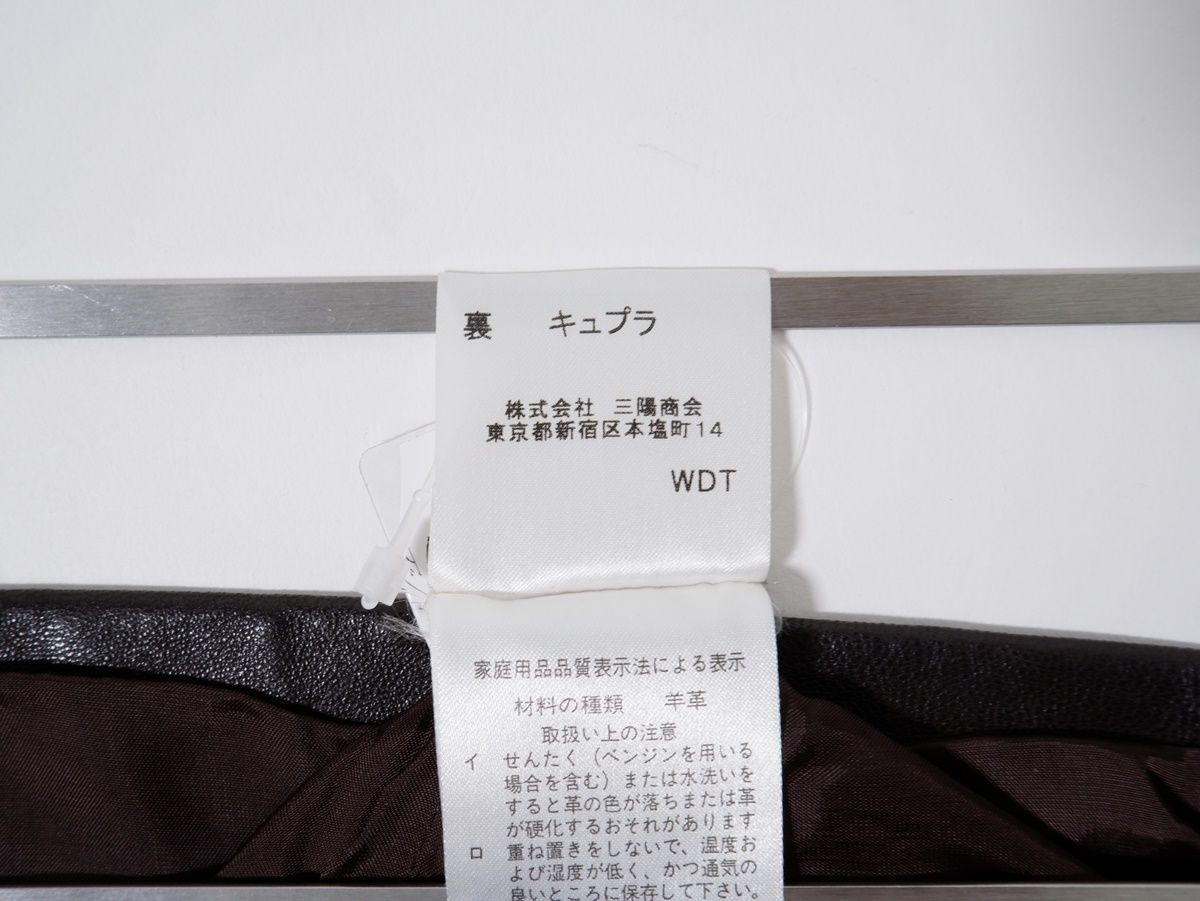 裏　キュプラ
株式会社 三陽商会
東京都新宿区本塩町14
WDT
家庭用品品質表示法による表示
材料の種類　羊革
取扱い上の注意
イ せんたく（ベンジンを用いる
場合を含む）または水洗いを
すると革の色が落ちまたは革
が硬化するおそれがあります
ロ 重ね置きをしないで、温度お
よび湿度が低く、かつ通気の
良いところに保存して下さい。